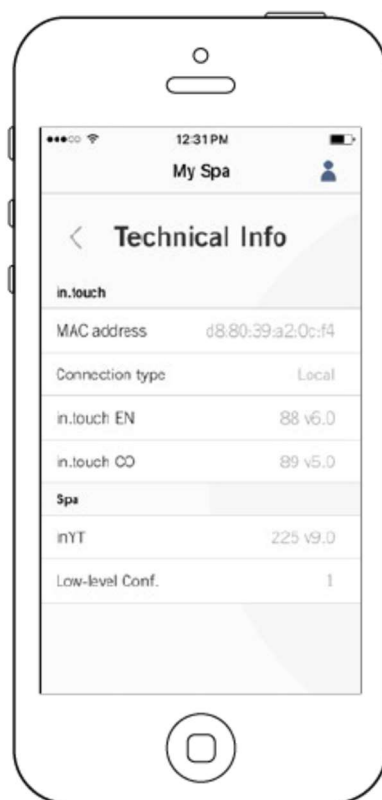 12:31 PM
My Spa
Technical Info
in.touch
MAC address d8:80:39:a2:0c:f4
Connection type Local
in.touch EN 88 v6.0
in.touch CO 89 v5.0
Spa
inYT 225 v9.0
Low-level Conf. 1